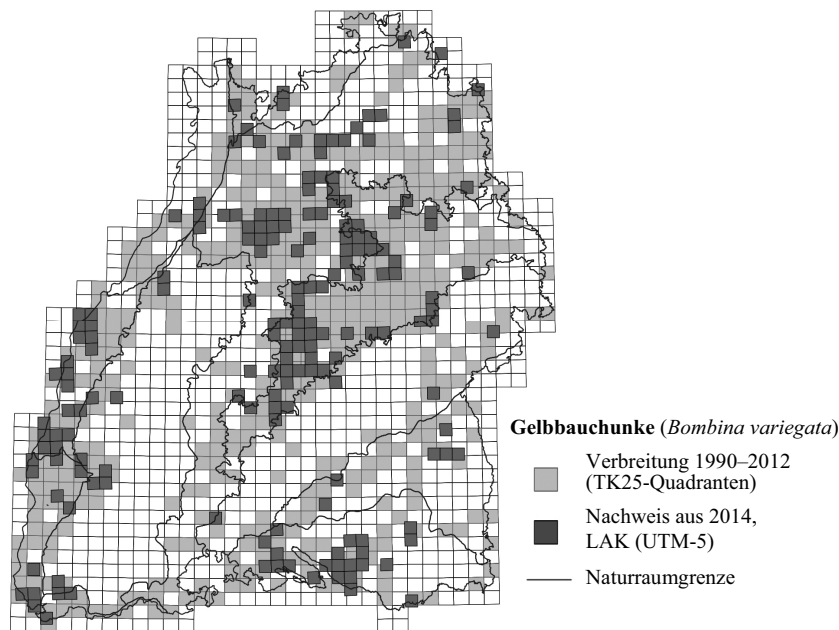 Gelbbauchunke (Bombina variegata)
Verbreitung 1990–2012
(TK25-Quadranten)
Nachweis aus 2014,
LAK (UTM-5)
Naturraumgrenze